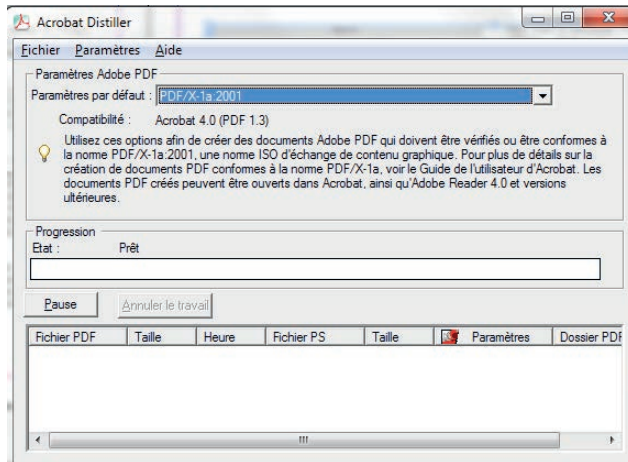 Acrobat Distiller
Fichier Paramètres Aide
Paramètres Adobe PDF
Paramètres par défaut : PDF/X-1a 2001
Compatibilité : Acrobat 4.0 (PDF 1.3)
Utilisez ces options afin de créer des documents Adobe PDF qui doivent être vérifiés ou être conformes à
la norme PDF/X-1a:2001, une norme ISO d'échange de contenu graphique. Pour plus de détails sur la
création de documents PDF conformes à la norme PDF/X-1a, voir le Guide de l'utilisateur d'Acrobat. Les
documents PDF créés peuvent être ouverts dans Acrobat, ainsi qu'Adobe Reader 4.0 et versions
ultérieures.
Progression
Etat : Prêt
Pause Annuler le travail
Fichier PDF Taille Heure Fichier PS Taille Paramètres Dossier PDF